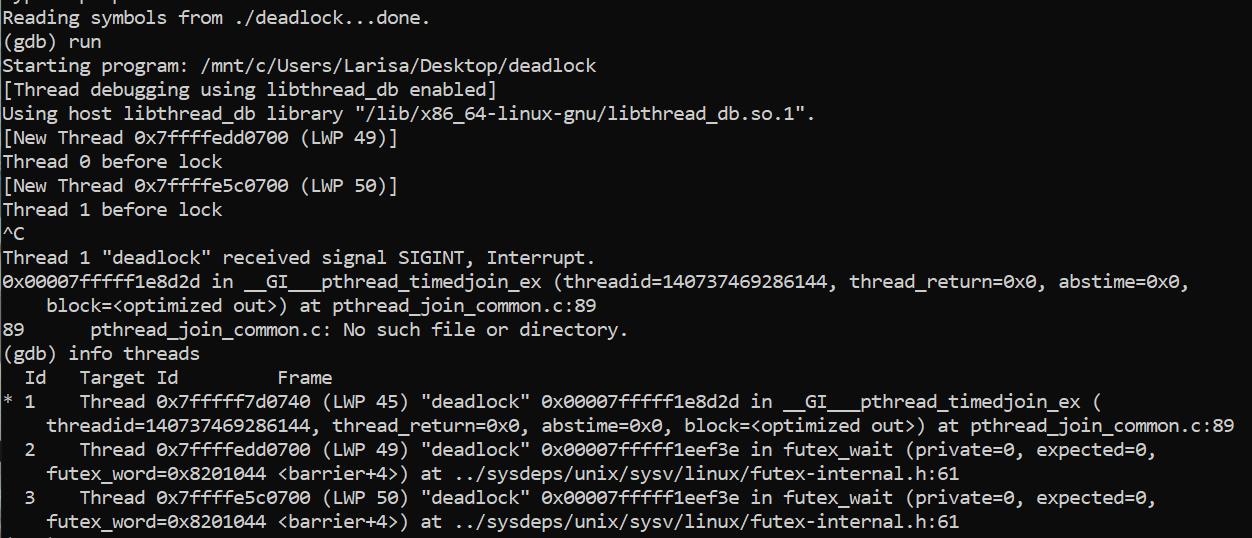 Reading symbols from ./deadlock...done.
(gdb) run
Starting program: /mnt/c/Users/Larisa/Desktop/deadlock
[Thread debugging using libthread_db enabled]
Using host libthread_db library "/lib/x86_64-linux-gnu/libthread_db.so.1".
[New Thread 0x7ffffedd0700 (LWP 49)]
Thread 0 before lock
[New Thread 0x7ffffe5c0700 (LWP 50)]
Thread 1 before lock
^C
Thread 1 "deadlock" received signal SIGINT, Interrupt.
0x00007fffff1e8d2d in __GI___pthread_timedjoin_ex (threadid=140737469286144, thread_return=0x0, abstime=0x0,
    block=<optimized out>) at pthread_join_common.c:89
89      pthread_join_common.c: No such file or directory.
(gdb) info threads
  Id   Target Id         Frame
* 1    Thread 0x7fffff7d0740 (LWP 45) "deadlock" 0x00007fffff1e8d2d in __GI___pthread_timedjoin_ex (
    threadid=140737469286144, thread_return=0x0, abstime=0x0, block=<optimized out>) at pthread_join_common.c:89
  2    Thread 0x7ffffedd0700 (LWP 49) "deadlock" 0x00007fffff1eef3e in futex_wait (private=0, expected=0,
    futex_word=0x8201044 <barrier+4>) at ../sysdeps/unix/sysv/linux/futex-internal.h:61
  3    Thread 0x7ffffe5c0700 (LWP 50) "deadlock" 0x00007fffff1eef3e in futex_wait (private=0, expected=0,
    futex_word=0x8201044 <barrier+4>) at ../sysdeps/unix/sysv/linux/futex-internal.h:61